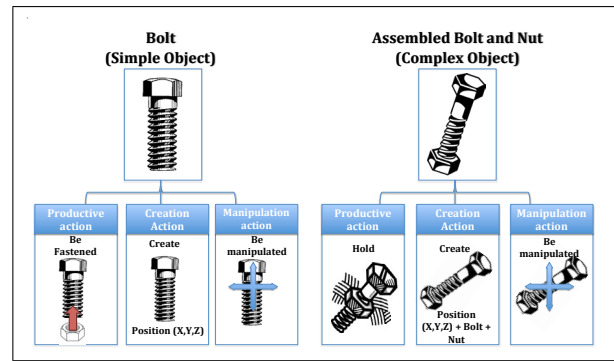 Bolt
(Simple Object)
Assembled Bolt and Nut
(Complex Object)
Productive
action
Creation
Action
Manipulation
action
Be
Fastened
Create
Be
manipulated
Position (X,Y,Z)
Productive
action
Creation
Action
Manipulation
action
Hold
Create
Be
manipulated
Position
(X,Y,Z) + Bolt +
Nut